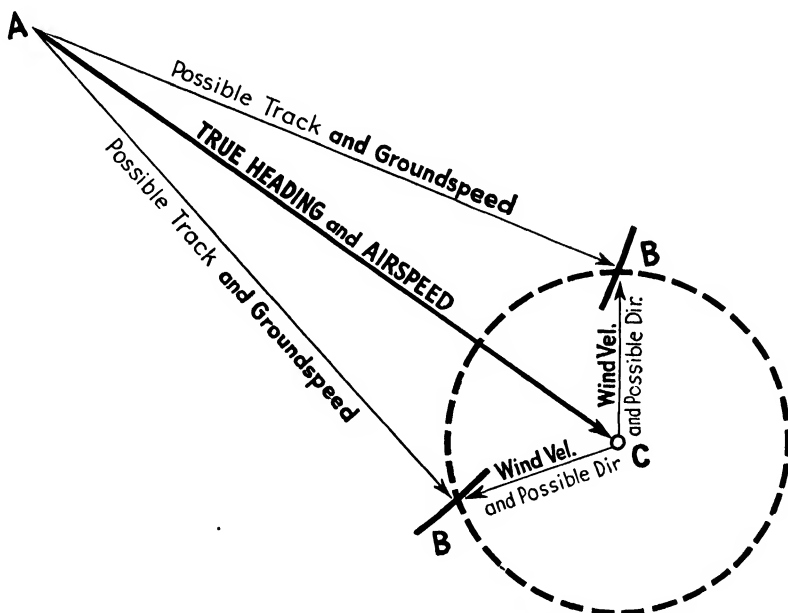 A
Possible Track and Groundspeed
TRUE HEADING and AIRSPEED
Possible Track and Groundspeed
B
Wind Vel.
and Possible Dir.
C
Wind Vel.
and Possible Dir
B